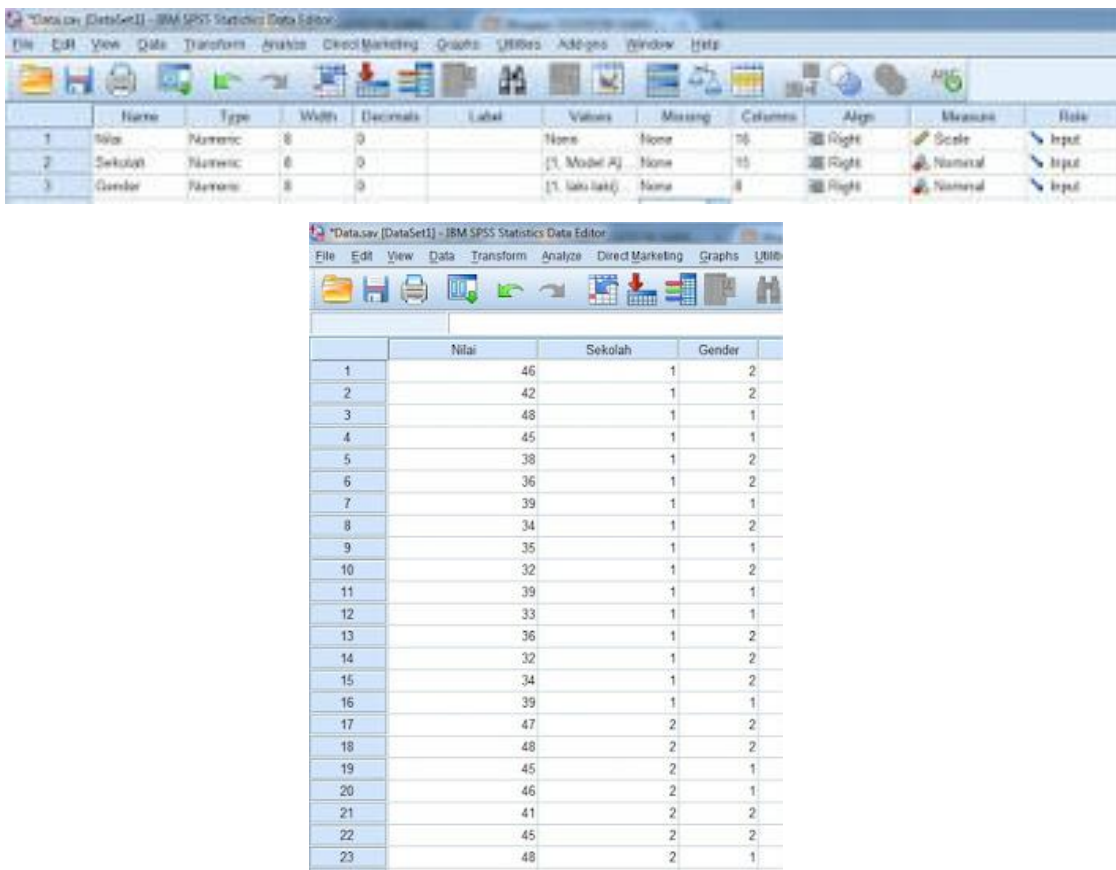 *Data.sav [DataSet1] - IBM SPSS Statistics Data Editor
File Edit View Data Transform Analyze Direct Marketing Graphs Utilities Add-ons Window Help
Name Type Width Decimals Label Values Missing Columns Align Measure Role
1 Nilai Numeric 8 0 None None 16 Right Scale Input
2 Sekolah Numeric 8 0 {1, Model A} None 15 Right Nominal Input
3 Gender Numeric 8 0 {1, laki-laki} None 8 Right Nominal Input
*Data.sav [DataSet1] - IBM SPSS Statistics Data Editor
File Edit View Data Transform Analyze Direct Marketing Graphs
Nilai Sekolah Gender
1 46 1 2
2 42 1 2
3 48 1 1
4 45 1 1
5 38 1 2
6 36 1 2
7 39 1 1
8 34 1 2
9 35 1 1
10 32 1 2
11 39 1 1
12 33 1 1
13 36 1 2
14 32 1 2
15 34 1 2
16 39 1 1
17 47 2 2
18 48 2 2
19 45 2 1
20 46 2 1
21 41 2 2
22 45 2 2
23 48 2 1